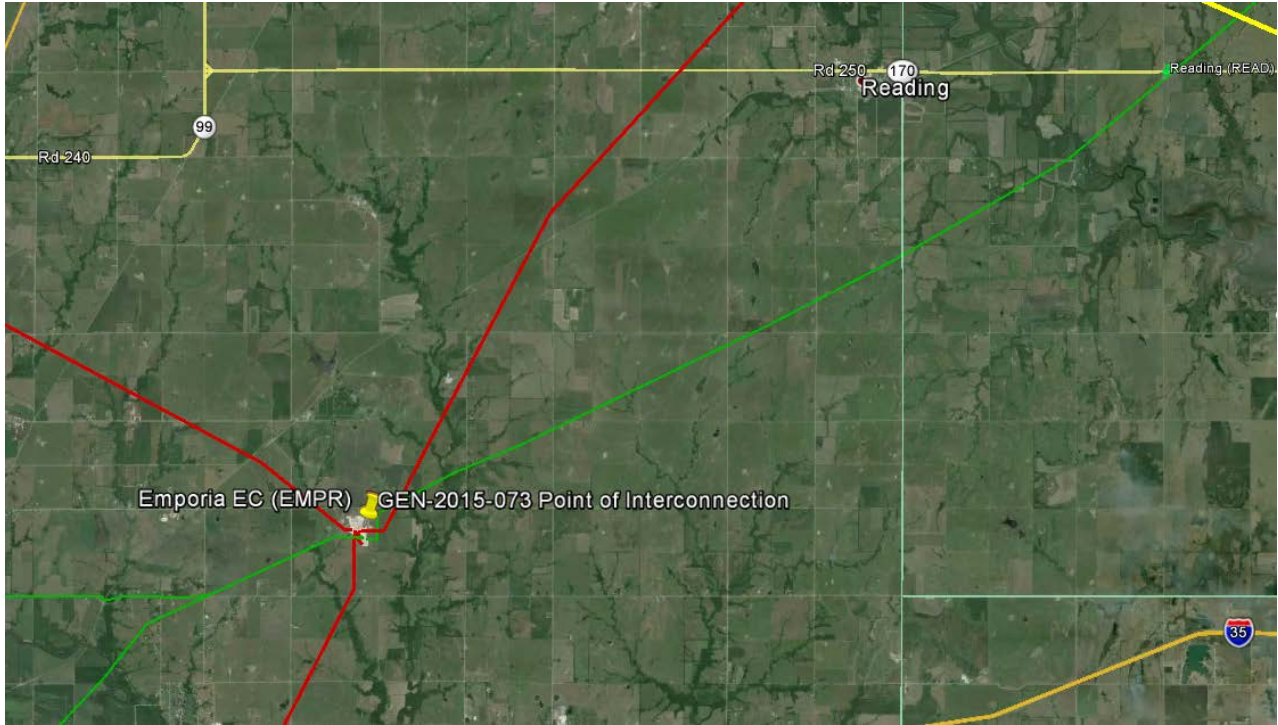 Rd 250
170
Reading (READ)
Reading
99
Rd 240
Emporia EC (EMPR)
GEN-2015-073 Point of Interconnection
35